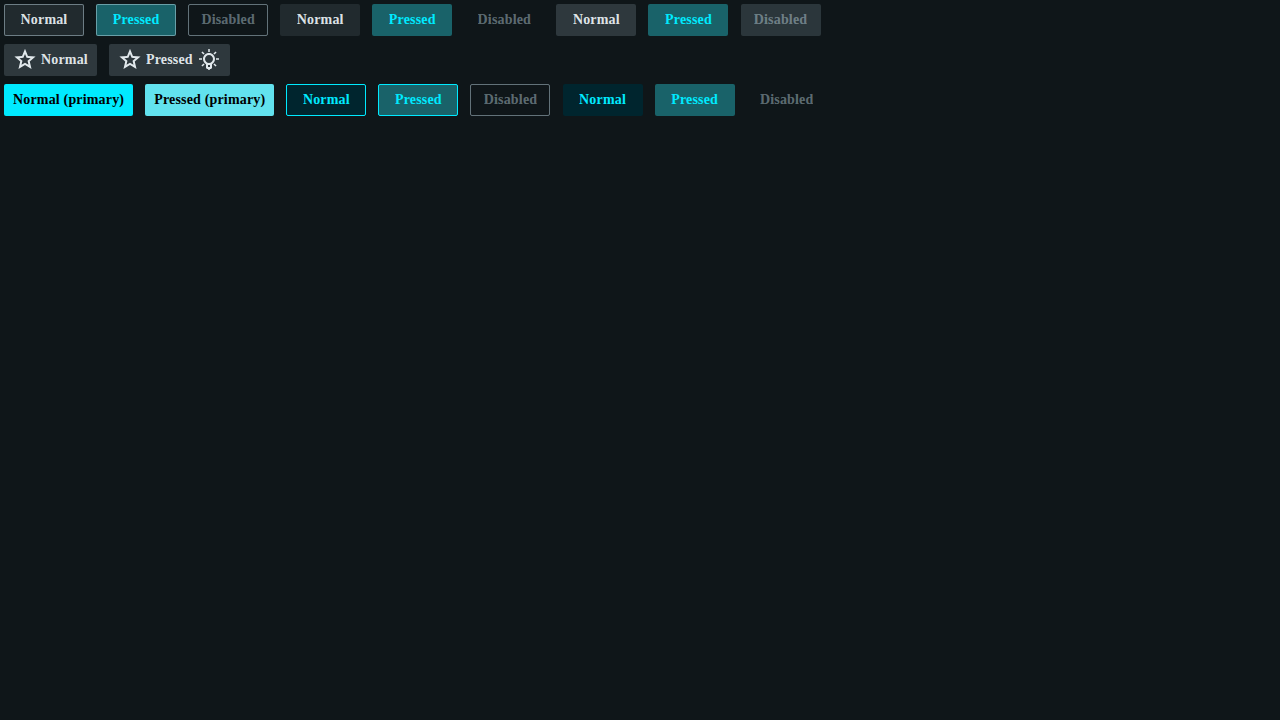 Normal Pressed Disabled Normal Pressed Disabled Normal Pressed Disabled
Normal Pressed
Normal (primary) Pressed (primary) Normal Pressed Disabled Normal Pressed Disabled